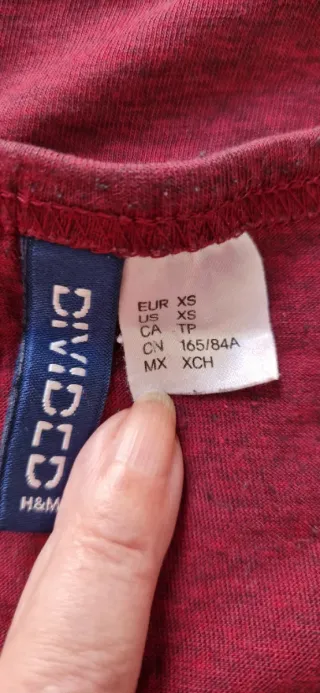 DIVIDED
H&M
EUR XS
US XS
CA TP
CN 165/84A
MX XCH